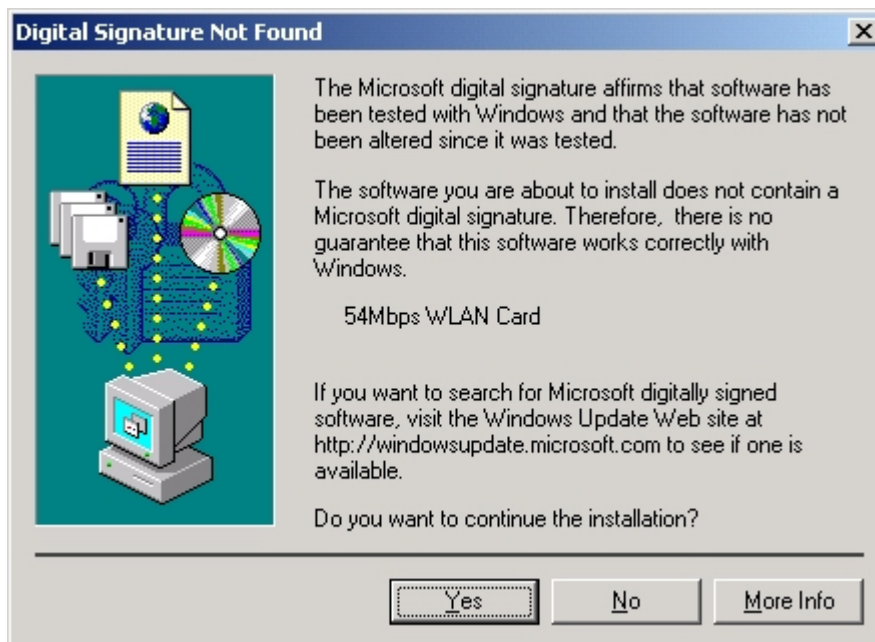 Digital Signature Not Found
The Microsoft digital signature affirms that software has
been tested with Windows and that the software has not
been altered since it was tested.
The software you are about to install does not contain a
Microsoft digital signature. Therefore,  there is no
guarantee that this software works correctly with
Windows.
54Mbps WLAN Card
If you want to search for Microsoft digitally signed
software, visit the Windows Update Web site at
http://windowsupdate.microsoft.com to see if one is
available.
Do you want to continue the installation?
Yes
No
More Info